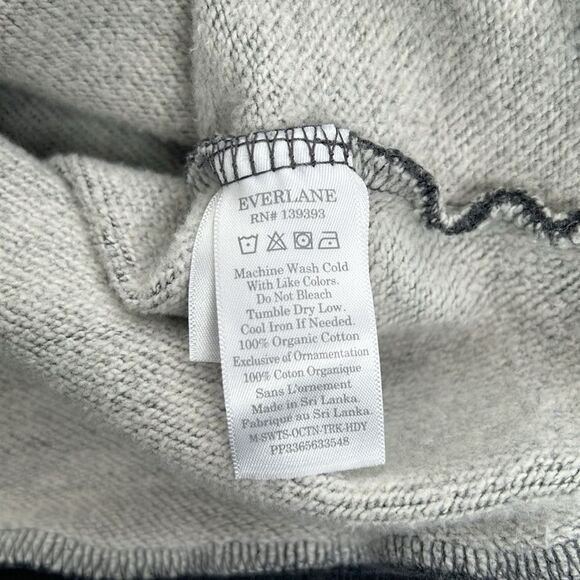 EVERLANE
RN# 139393
Machine Wash Cold
With Like Colors.
Do Not Bleach
Tumble Dry Low.
Cool Iron If Needed.
100% Organic Cotton
Exclusive of Ornamentation
100% Coton Organique
Sans L'ornement
Made in Sri Lanka.
Fabrique au Sri Lanka.
M-SWTS-OCTN-TRK-HDY
PP3365633548